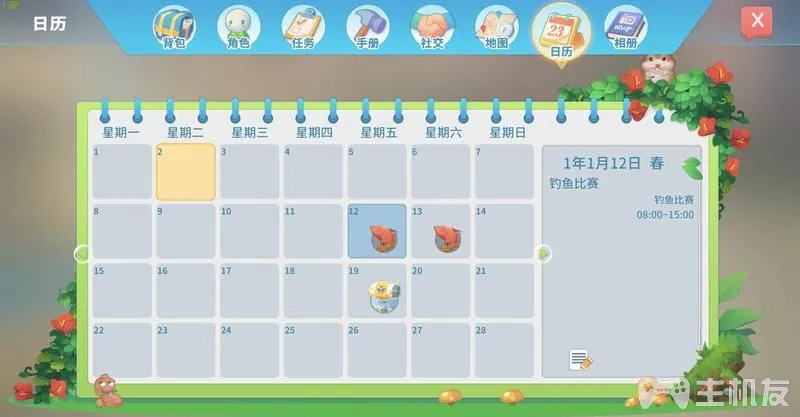 日历
背包
角色
任务
手册
社交
地图
23
日历
相册
X
星期一 星期二 星期三 星期四 星期五 星期六 星期日
1 2 3 4 5 6 7
8 9 10 11 12 13 14
15 16 17 18 19 20 21
22 23 24 25 26 27 28
1年1月12日 春
钓鱼比赛
钓鱼比赛
08:00~15:00
主机友